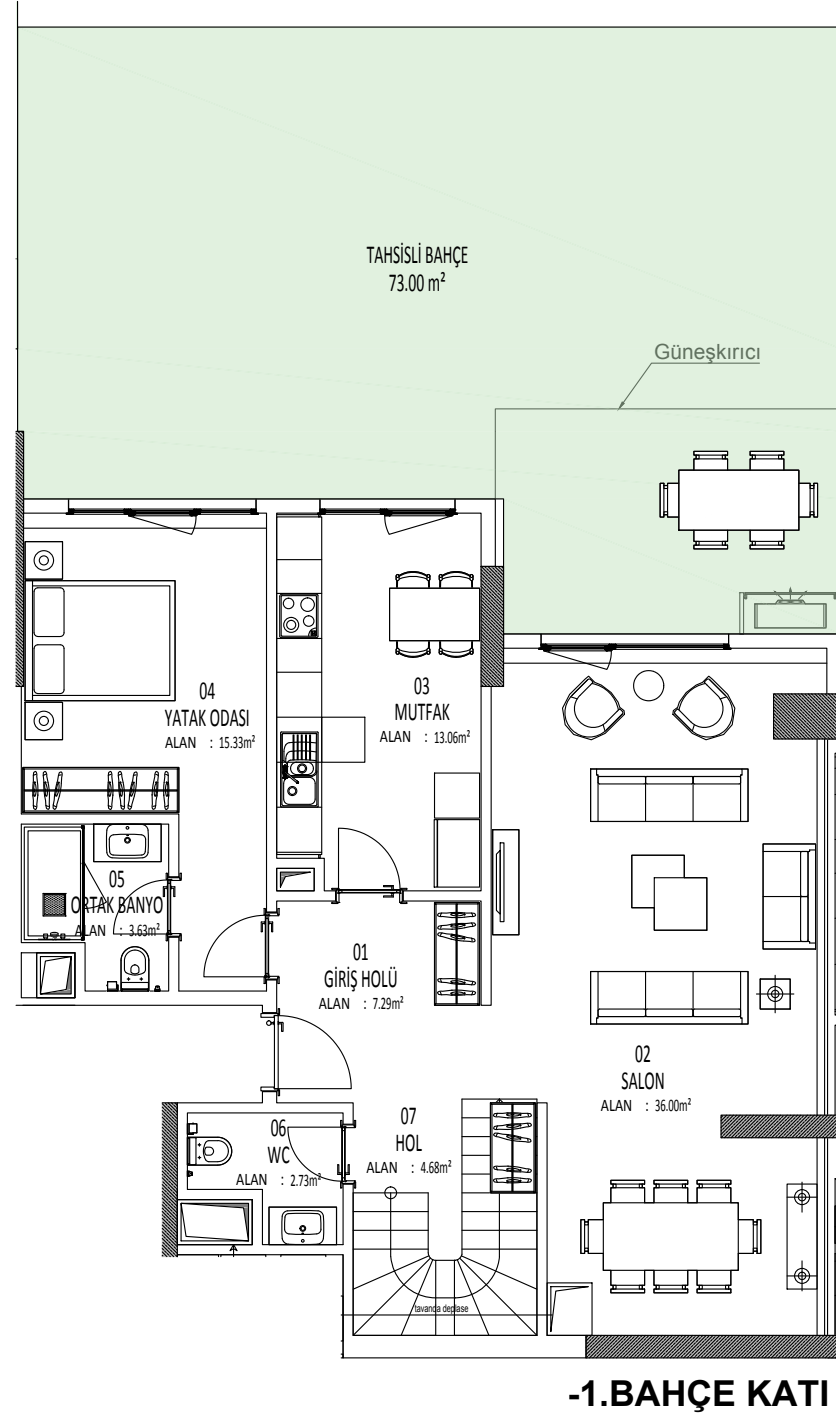 TAHSİSLİ BAHÇE
73.00 m²
Güneşkırıcı
04
YATAK ODASI
ALAN : 15.33m²
03
MUTFAK
ALAN : 13.06m²
05
ORTAK BANYO
ALAN : 3.63m²
01
GİRİŞ HOLÜ
ALAN : 7.29m²
02
SALON
ALAN : 36.00m²
06
WC
ALAN : 2.73m²
07
HOL
ALAN : 4.68m²
tavanda deplase
-1.BAHÇE KATI